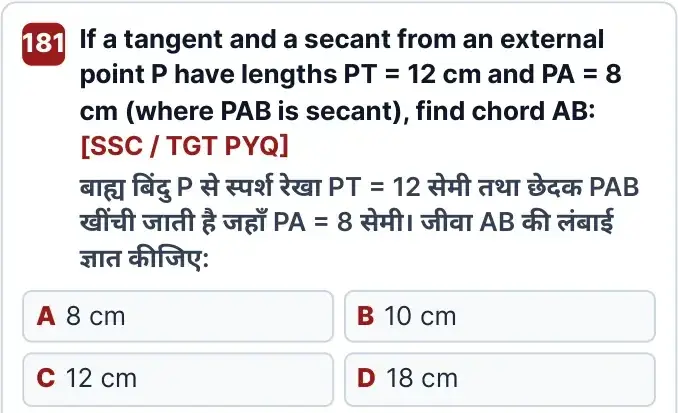 181 If a tangent and a secant from an external
point P have lengths PT = 12 cm and PA = 8
cm (where PAB is secant), find chord AB:
[SSC / TGT PYQ]
बाह्य बिंदु P से स्पर्श रेखा PT = 12 सेमी तथा छेदक PAB
खींची जाती है जहाँ PA = 8 सेमी। जीवा AB की लंबाई
ज्ञात कीजिए:
A 8 cm
B 10 cm
C 12 cm
D 18 cm